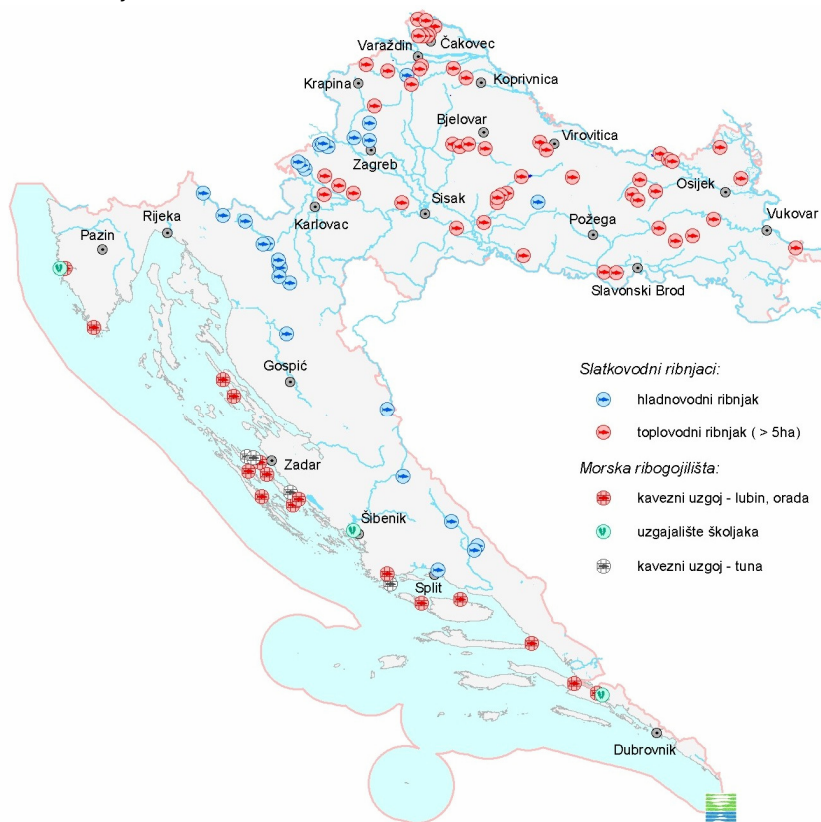 Varaždin
Čakovec
Krapina
Koprivnica
Bjelovar
Virovitica
Zagreb
Osijek
Sisak
Rijeka
Karlovac
Požega
Vukovar
Pazin
Slavonski Brod
Gospić
Slatkovodni ribnjaci:
hladnovodni ribnjak
toplovodni ribnjak ( > 5ha)
Morska ribogojilišta:
Zadar
kavezni uzgoj - lubin, orada
Šibenik
uzgajalište školjaka
kavezni uzgoj - tuna
Split
Dubrovnik